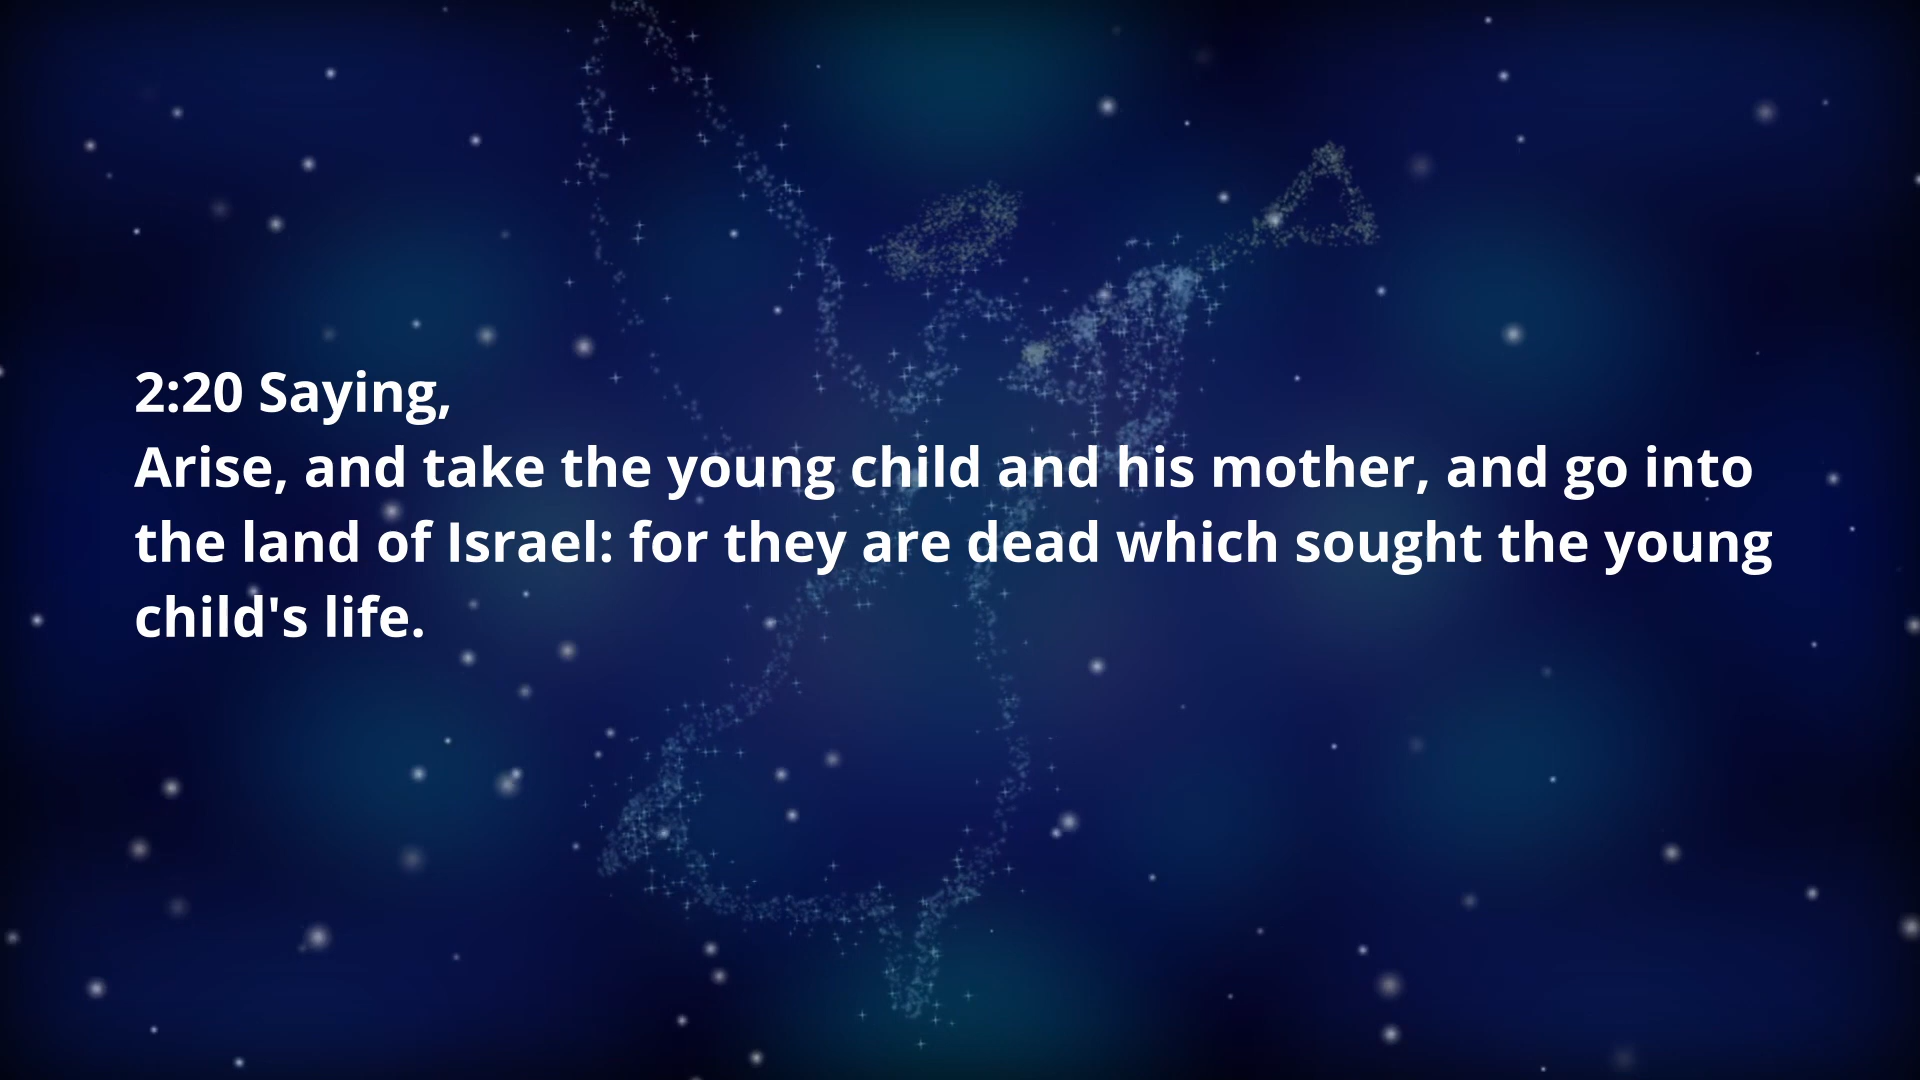 2:20 Saying,
Arise, and take the young child and his mother, and go into
the land of Israel: for they are dead which sought the young
child's life.